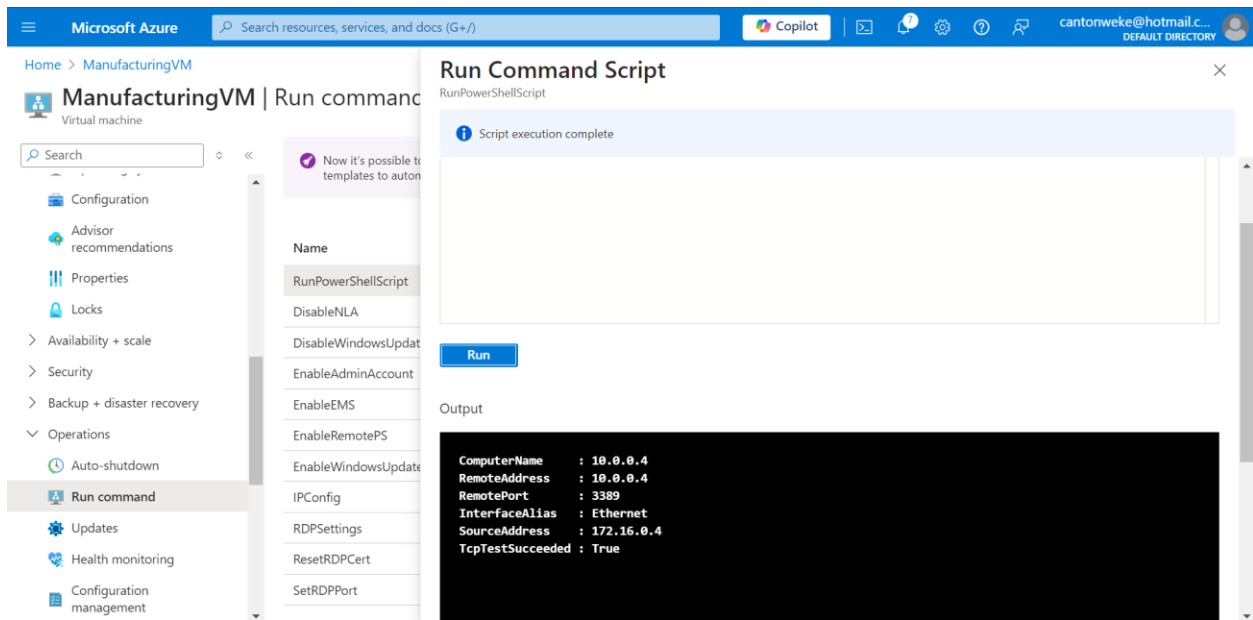 Microsoft Azure
Search resources, services, and docs (G+/)
Copilot
7
cantonweke@hotmail.c...
DEFAULT DIRECTORY
Home > ManufacturingVM
ManufacturingVM | Run command
Virtual machine
Search
Configuration
Advisor
recommendations
Properties
Locks
Availability + scale
Security
Backup + disaster recovery
Operations
Auto-shutdown
Run command
Updates
Health monitoring
Configuration
management
Now it's possible to
templates to autom
Name
RunPowerShellScript
DisableNLA
DisableWindowsUpdat
EnableAdminAccount
EnableEMS
EnableRemotePS
EnableWindowsUpdate
IPConfig
RDPSettings
ResetRDPCert
SetRDPPort
Run Command Script
RunPowerShellScript
Script execution complete
Run
Output
ComputerName : 10.0.0.4
RemoteAddress : 10.0.0.4
RemotePort : 3389
InterfaceAlias : Ethernet
SourceAddress : 172.16.0.4
TcpTestSucceeded : True